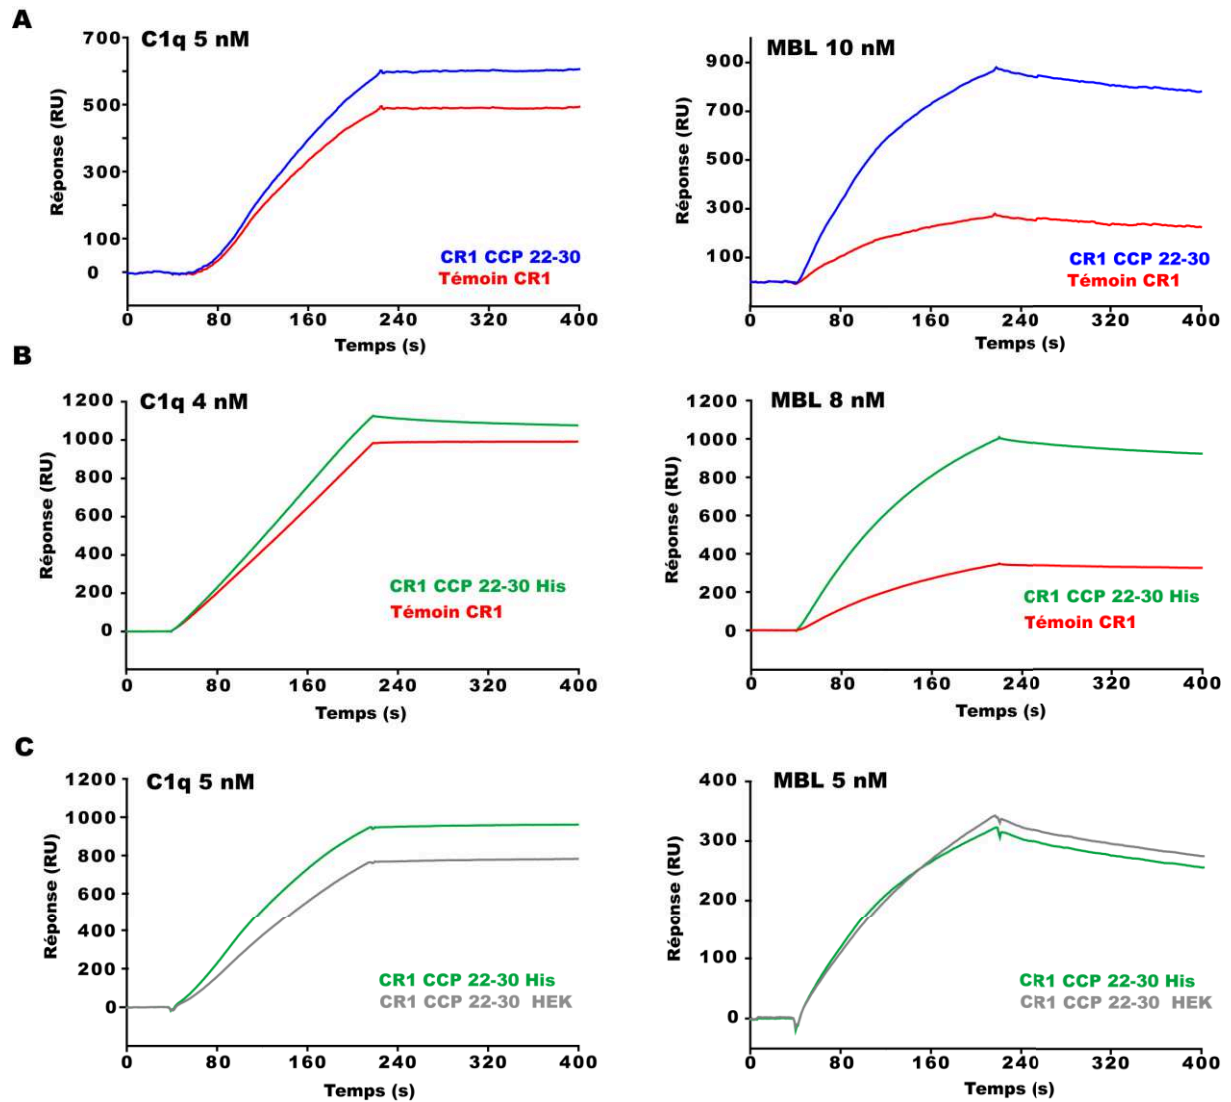 A
C1q 5 nM
700
500
300
100
0
Réponse (RU)
CR1 CCP 22-30
Témoin CR1
0 80 160 240 320 400
Temps (s)
MBL 10 nM
900
700
500
300
100
Réponse (RU)
CR1 CCP 22-30
Témoin CR1
0 80 160 240 320 400
Temps (s)
B
C1q 4 nM
1200
1000
800
600
400
200
0
Réponse (RU)
CR1 CCP 22-30 His
Témoin CR1
0 80 160 240 320 400
Temps (s)
MBL 8 nM
1200
1000
800
600
400
200
0
Réponse (RU)
CR1 CCP 22-30 His
Témoin CR1
0 80 160 240 320 400
Temps (s)
C
C1q 5 nM
1200
1000
800
600
400
200
0
Réponse (RU)
CR1 CCP 22-30 His
CR1 CCP 22-30 HEK
0 80 160 240 320 400
Temps (s)
MBL 5 nM
400
300
200
100
0
Réponse (RU)
CR1 CCP 22-30 His
CR1 CCP 22-30 HEK
0 80 160 240 320 400
Temps (s)